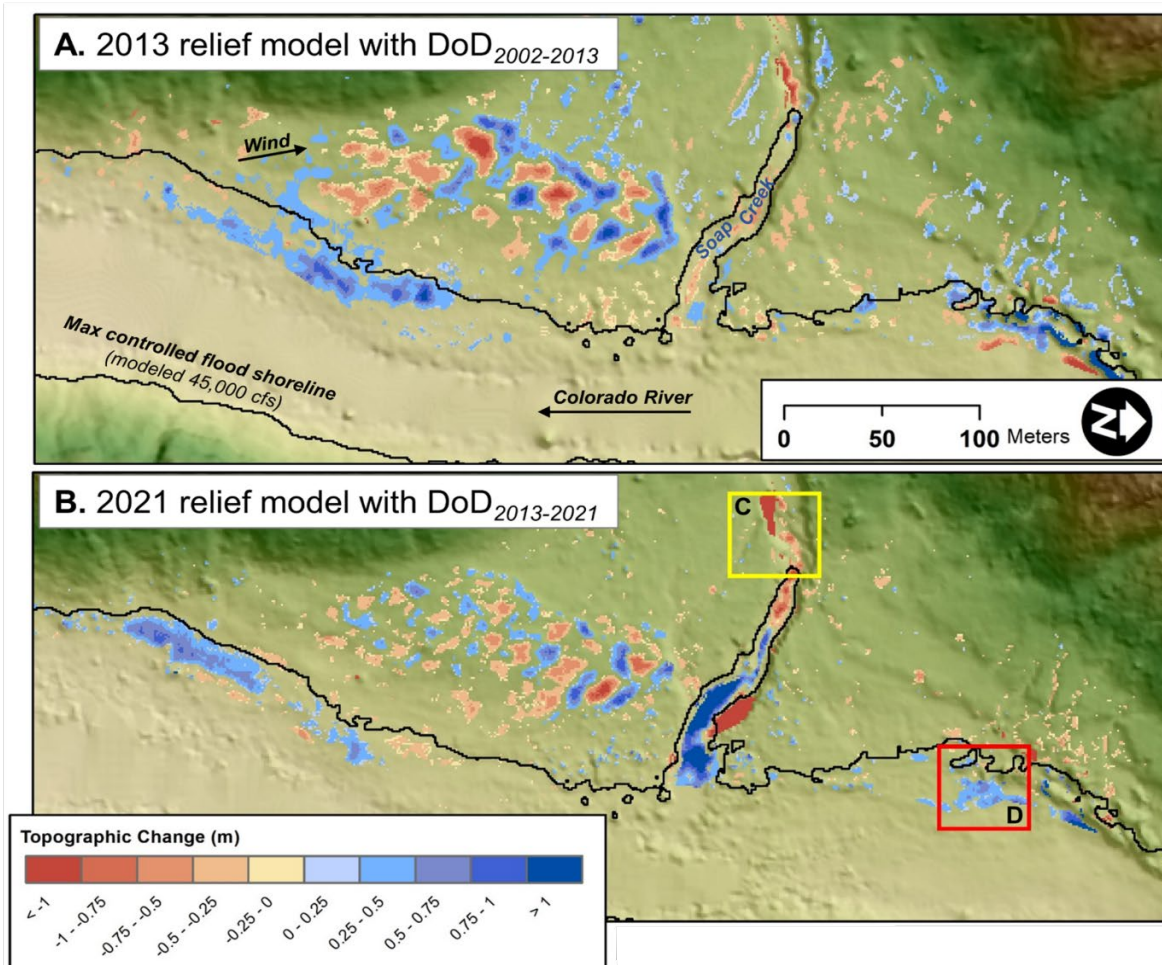 A. 2013 relief model with DoD2002-2013
Wind
Soap Creek
Max controlled flood shoreline
(modeled 45,000 cfs)
Colorado River
0 50 100 Meters
N
B. 2021 relief model with DoD2013-2021
C
D
Topographic Change (m)
< -1
-1 - -0.75
-0.75 - -0.5
-0.5 - -0.25
-0.25 - 0
0 - 0.25
0.25 - 0.5
0.5 - 0.75
0.75 - 1
> 1